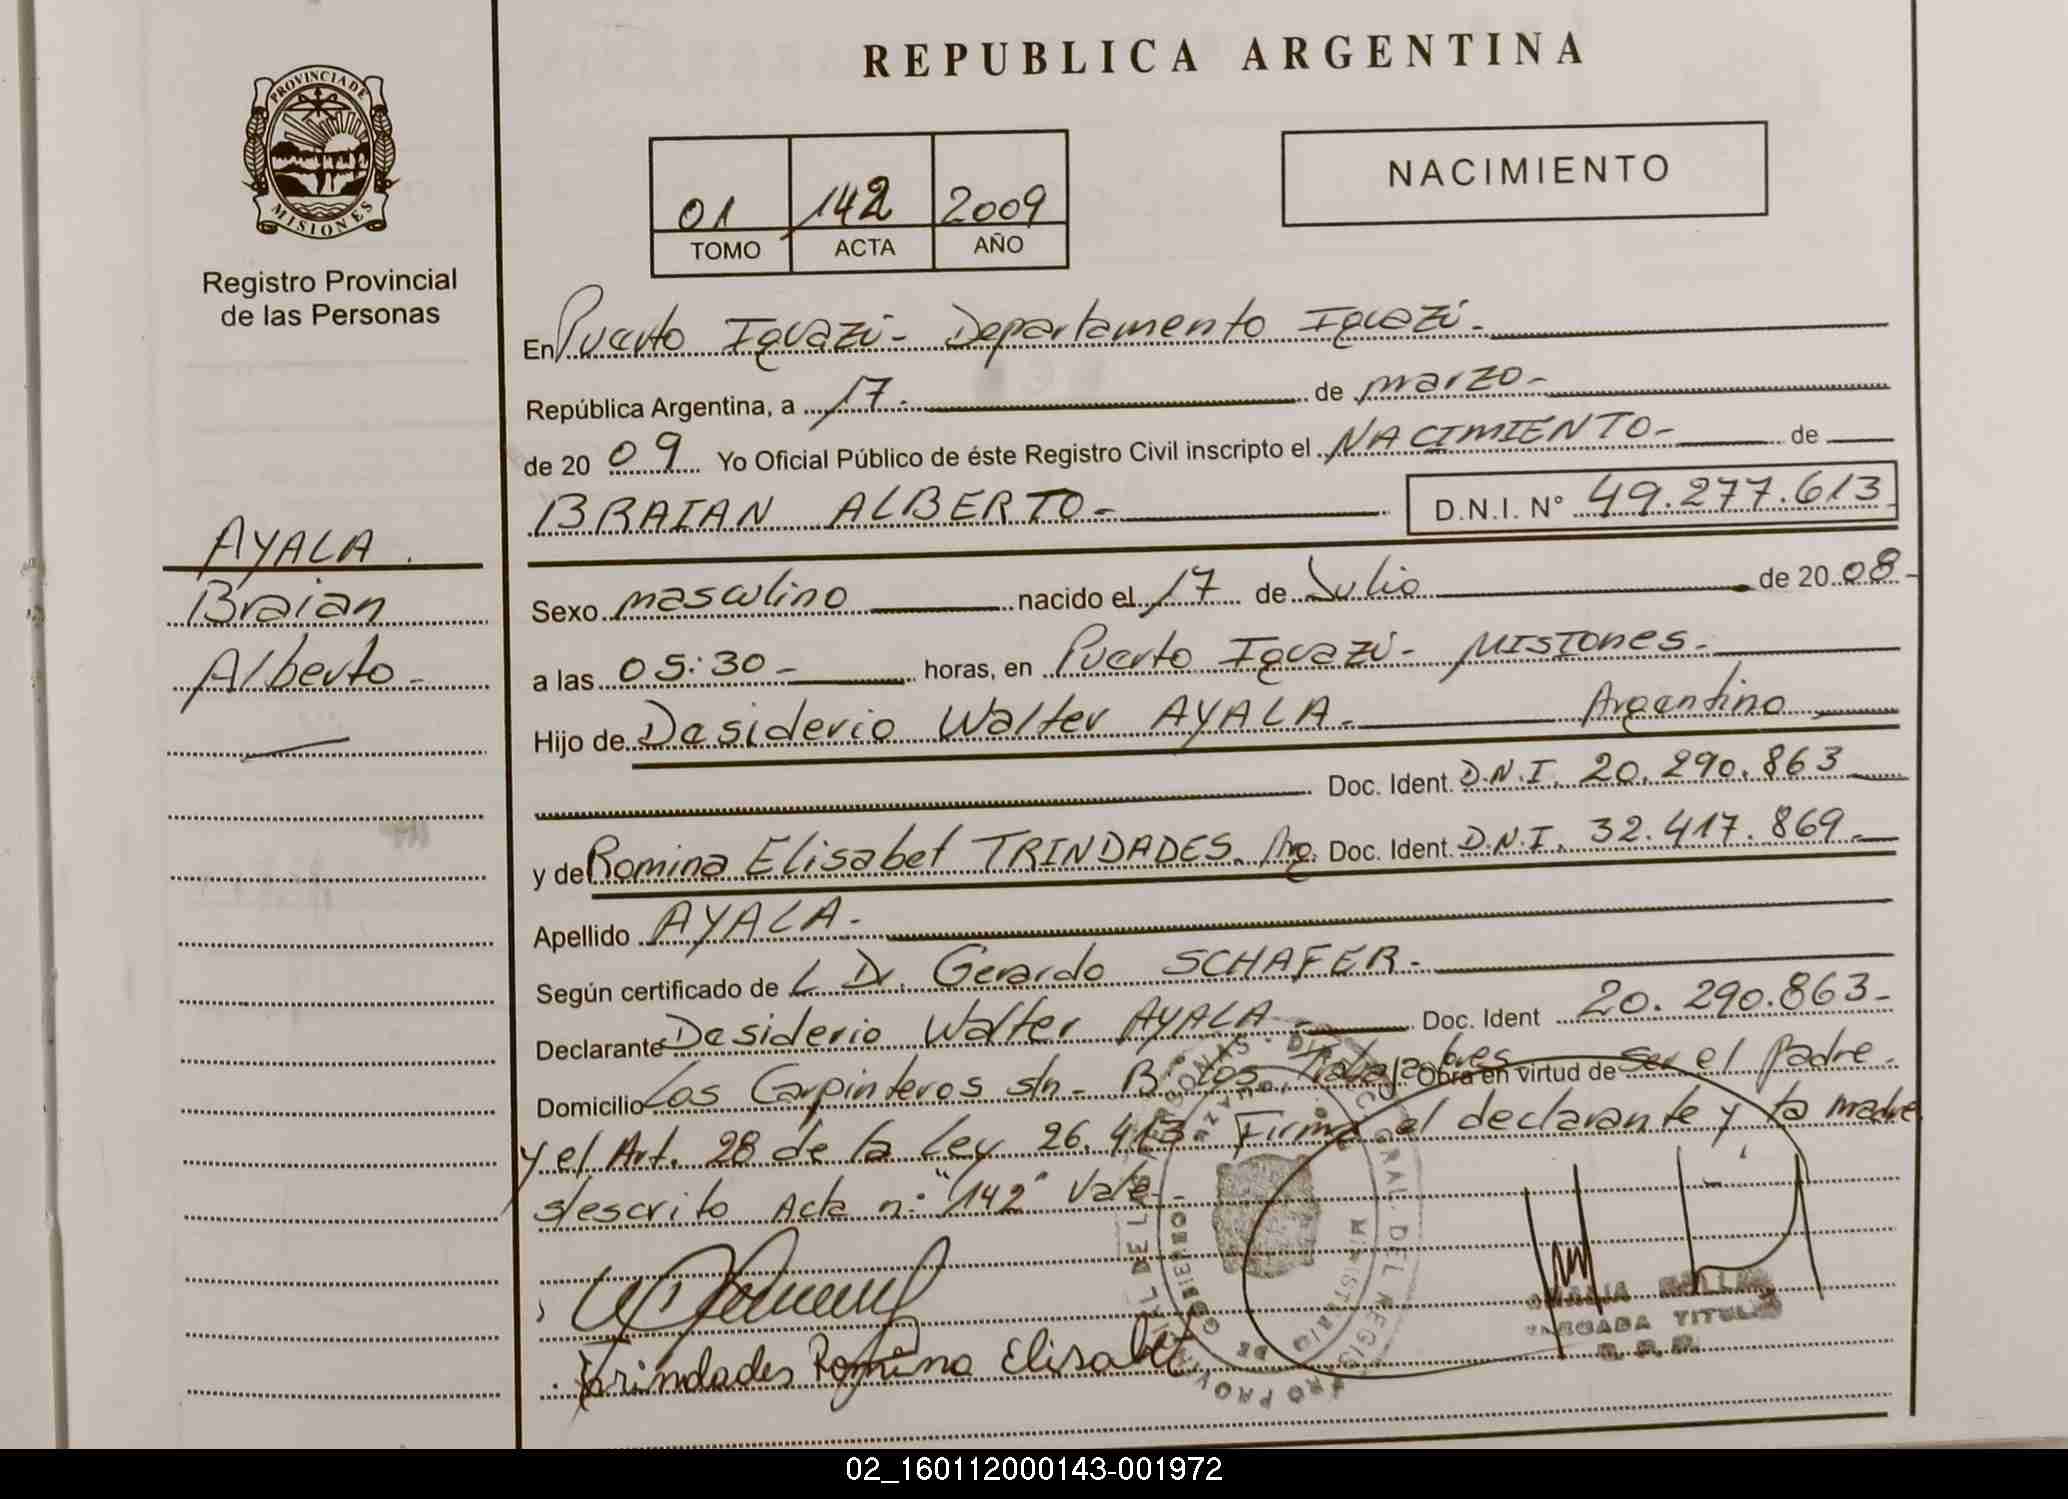 REPUBLICA ARGENTINA
PROVINCIA DE MISIONES
Registro Provincial
de las Personas
01 142 2009
TOMO ACTA AÑO
NACIMIENTO
En Puerto Iguazú - Departamento Iguazú.
República Argentina, a 17 - de marzo -
de 20 09 Yo Oficial Público de éste Registro Civil inscripto el NACIMIENTO - de
BRAIAN ALBERTO - D.N.I. N° 49.277.613
AYALA.
Braian
Alberto -
Sexo masculino nacido el 17 de Julio de 20 08 -
a las 05:30 - horas, en Puerto Iguazú - MISIONES -
Hijo de Desiderio Walter AYALA - Argentino
Doc. Ident. D.N.I. 20.290.863
y de Romina Elisabet TRINDADES. Arg. Doc. Ident. D.N.I. 32.417.869 -
Apellido AYALA -
Según certificado de L Dr. Gerardo SCHAFER -
Declarante Desiderio Walter AYALA - Doc. Ident 20.290.863 -
Domicilio Los Carpinteros s/n - B° Los Trabajadores Obra en virtud de ser el padre -
y el Art. 28 de la Ley 26.413. Firma el declarante y la madre
s/escrito Acta n° "142" Vale -
Trindades Romina Elisabet
TITULAR
02_160112000143-001972